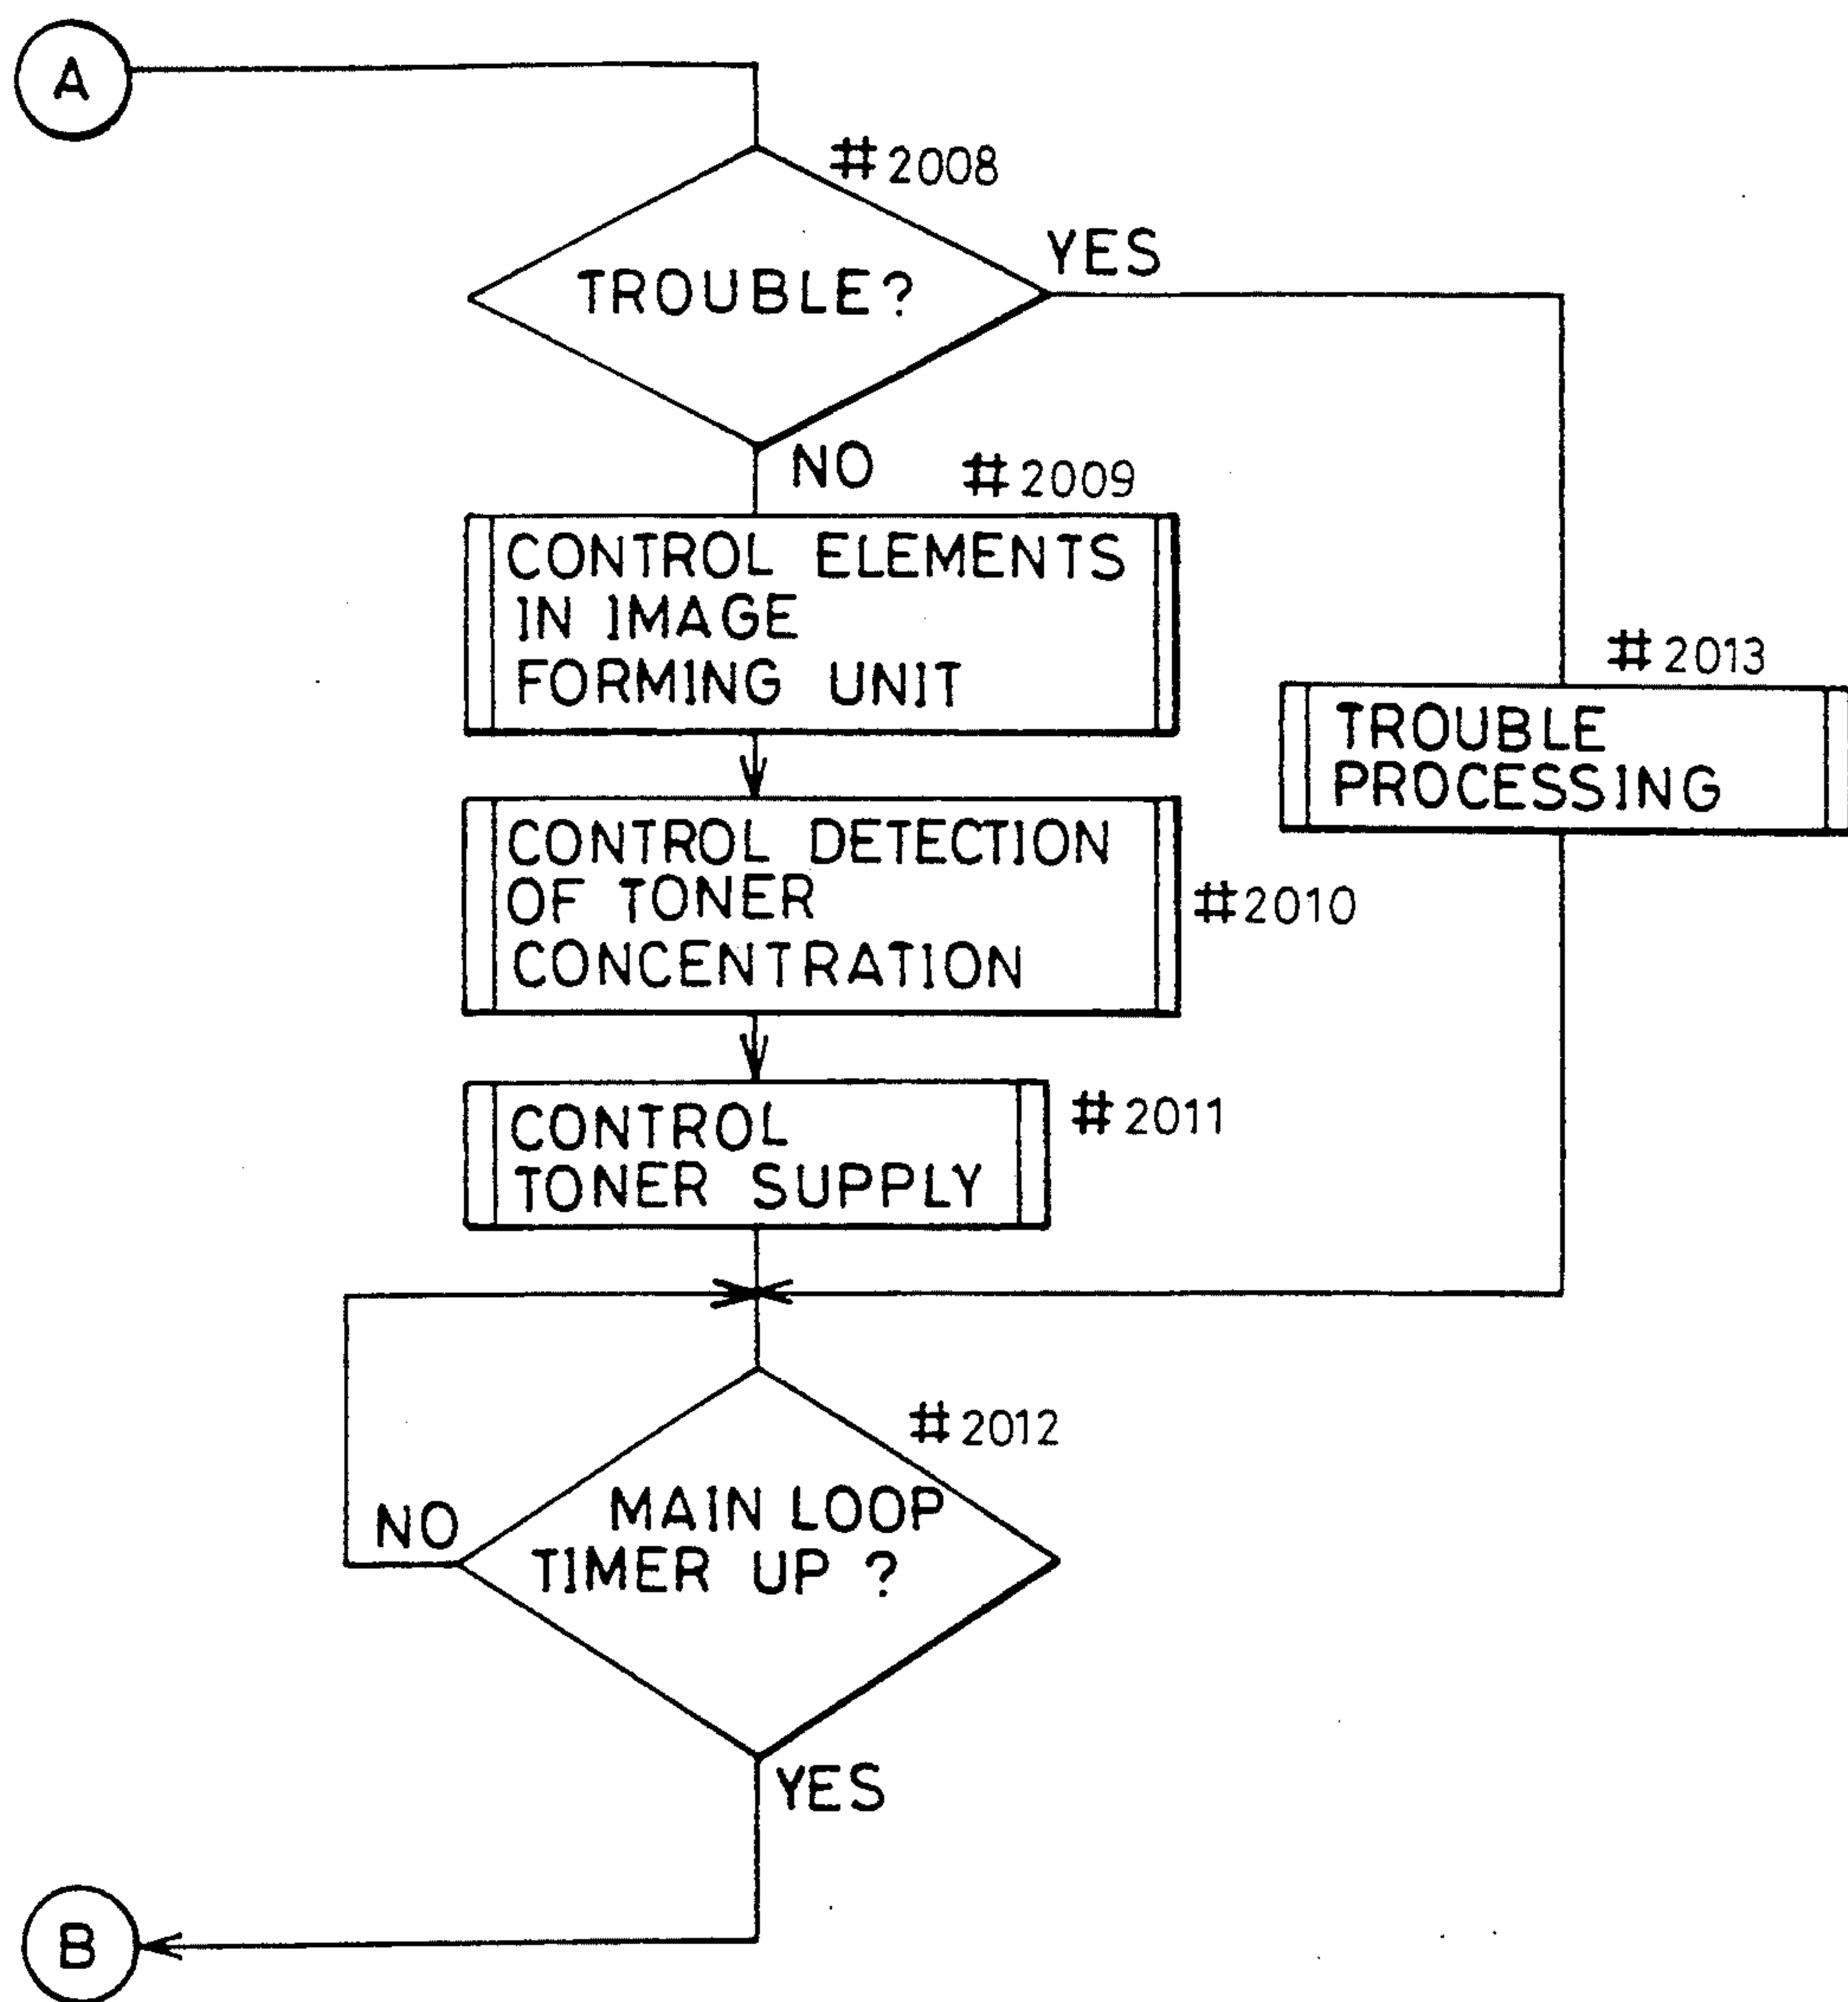 A
#2008
TROUBLE?
YES
NO
#2009
CONTROL ELEMENTS
IN IMAGE
FORMING UNIT
#2013
TROUBLE
PROCESSING
CONTROL DETECTION
OF TONER
CONCENTRATION
#2010
CONTROL
TONER SUPPLY
#2011
#2012
MAIN LOOP
TIMER UP ?
NO
YES
B